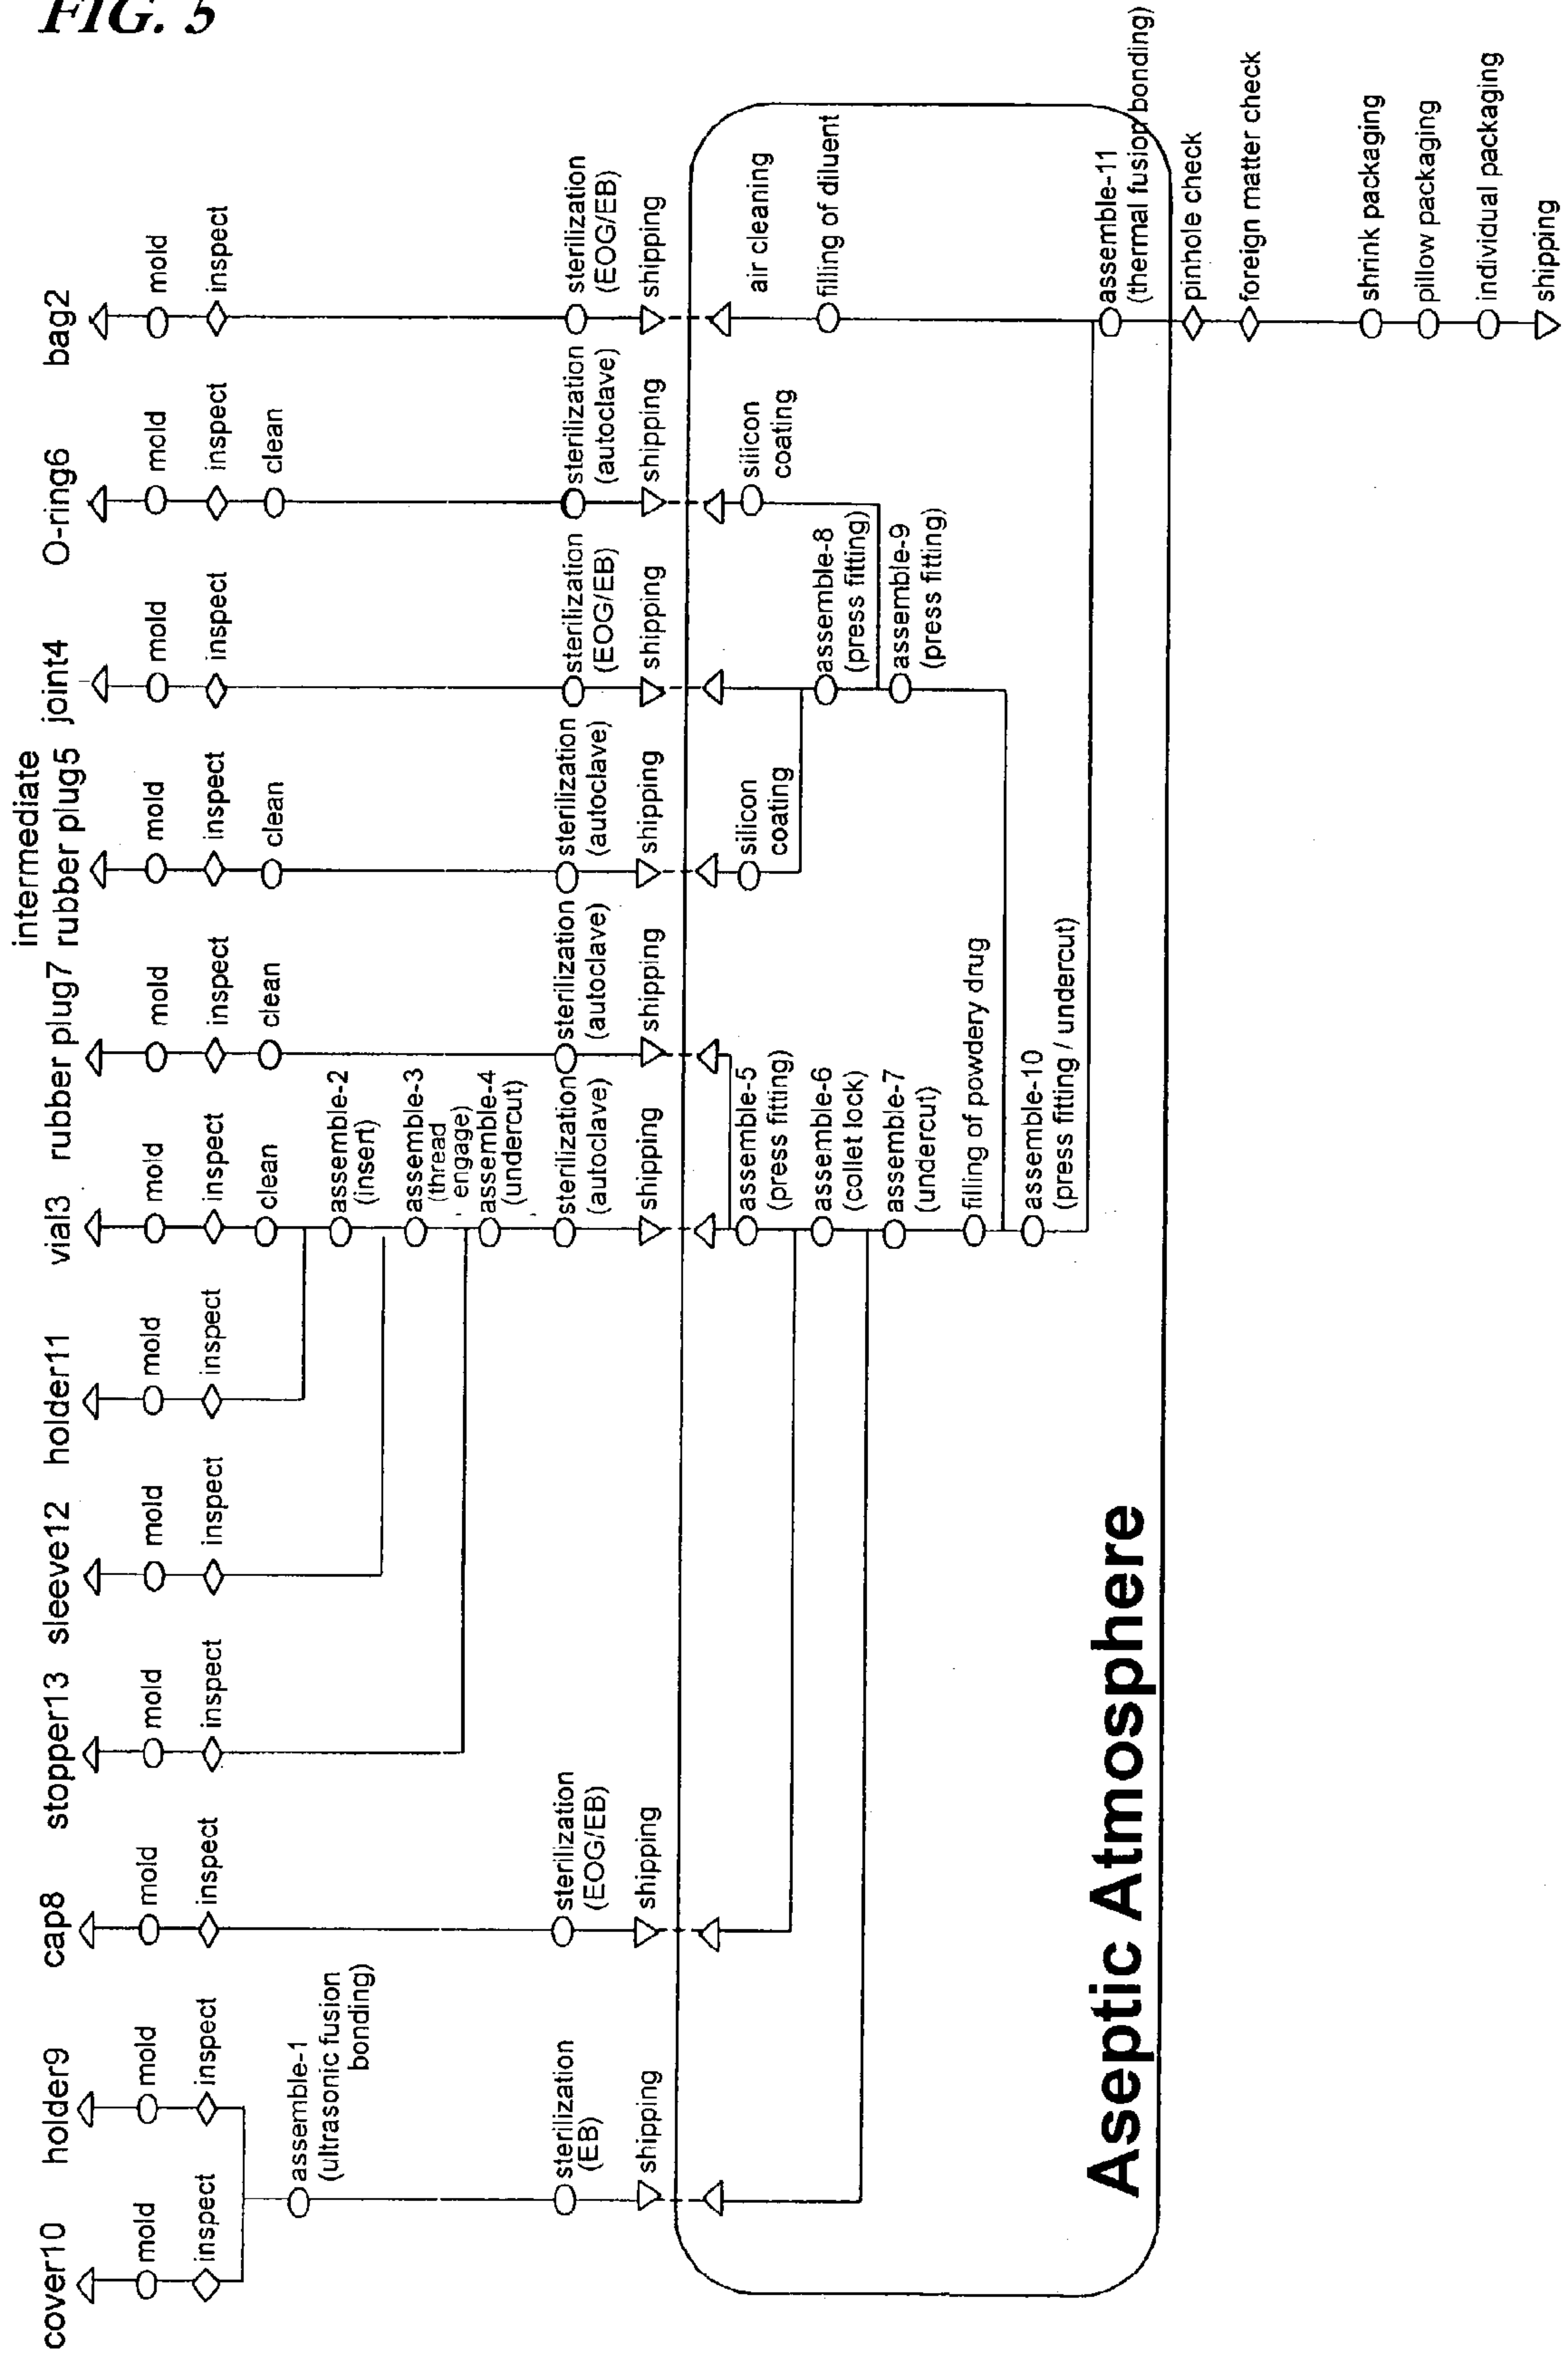 FIG. 5
cover10
mold
inspect
holder9
mold
inspect
assemble-1
(ultrasonic fusion
bonding)
sterilization
(EB)
shipping
cap8
mold
inspect
sterilization
(EOG/EB)
shipping
stopper13
mold
inspect
sleeve12
mold
inspect
holder11
mold
inspect
vial3
mold
inspect
clean
assemble-2
(insert)
assemble-3
(thread
engage)
assemble-4
(undercut)
sterilization
(autoclave)
shipping
assemble-5
(press fitting)
assemble-6
(collet lock)
assemble-7
(undercut)
filling of powdery drug
assemble-10
(press fitting / undercut)
rubber plug7
mold
inspect
clean
sterilization
(autoclave)
shipping
intermediate
rubber plug5
mold
inspect
clean
sterilization
(autoclave)
shipping
silicon
coating
joint4
mold
inspect
sterilization
(EOG/EB)
shipping
assemble-8
(press fitting)
assemble-9
(press fitting)
O-ring6
mold
inspect
clean
sterilization
(autoclave)
shipping
silicon
coating
bag2
mold
inspect
sterilization
(EOG/EB)
shipping
air cleaning
filling of diluent
assemble-11
(thermal fusion bonding)
pinhole check
foreign matter check
shrink packaging
pillow packaging
individual packaging
shipping
Aseptic Atmosphere